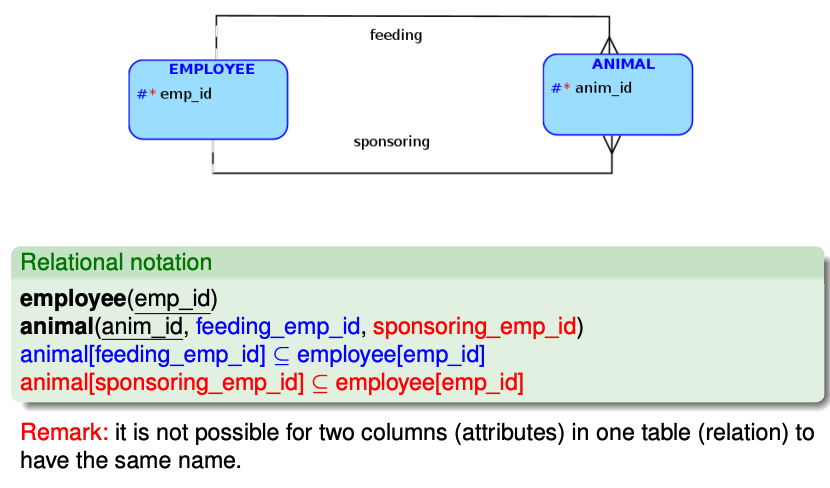 feeding
EMPLOYEE
#* emp_id
ANIMAL
#* anim_id
sponsoring
Relational notation
employee(emp_id)
animal(anim_id, feeding_emp_id, sponsoring_emp_id)
animal[feeding_emp_id] ⊆ employee[emp_id]
animal[sponsoring_emp_id] ⊆ employee[emp_id]
Remark: it is not possible for two columns (attributes) in one table (relation) to
have the same name.